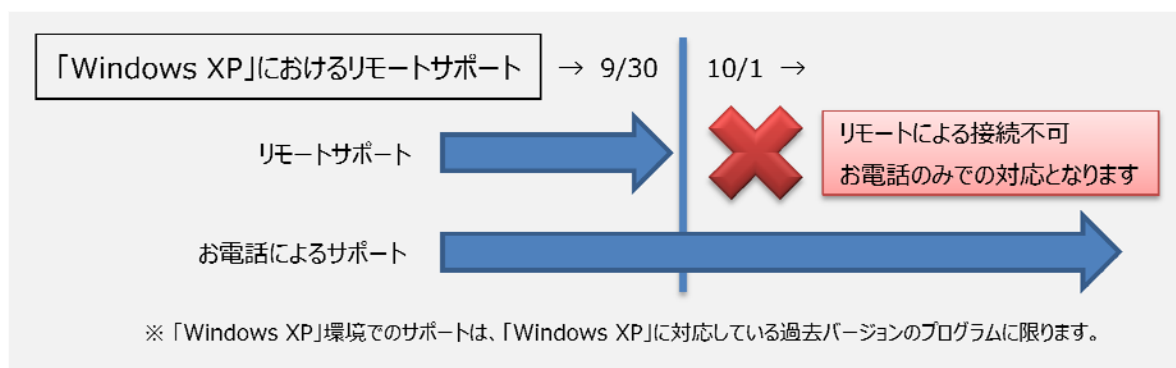 「Windows XP」におけるリモートサポート → 9/30 10/1 →
リモートサポート
リモートによる接続不可
お電話のみでの対応となります
お電話によるサポート
※「Windows XP」環境でのサポートは、「Windows XP」に対応している過去バージョンのプログラムに限ります。